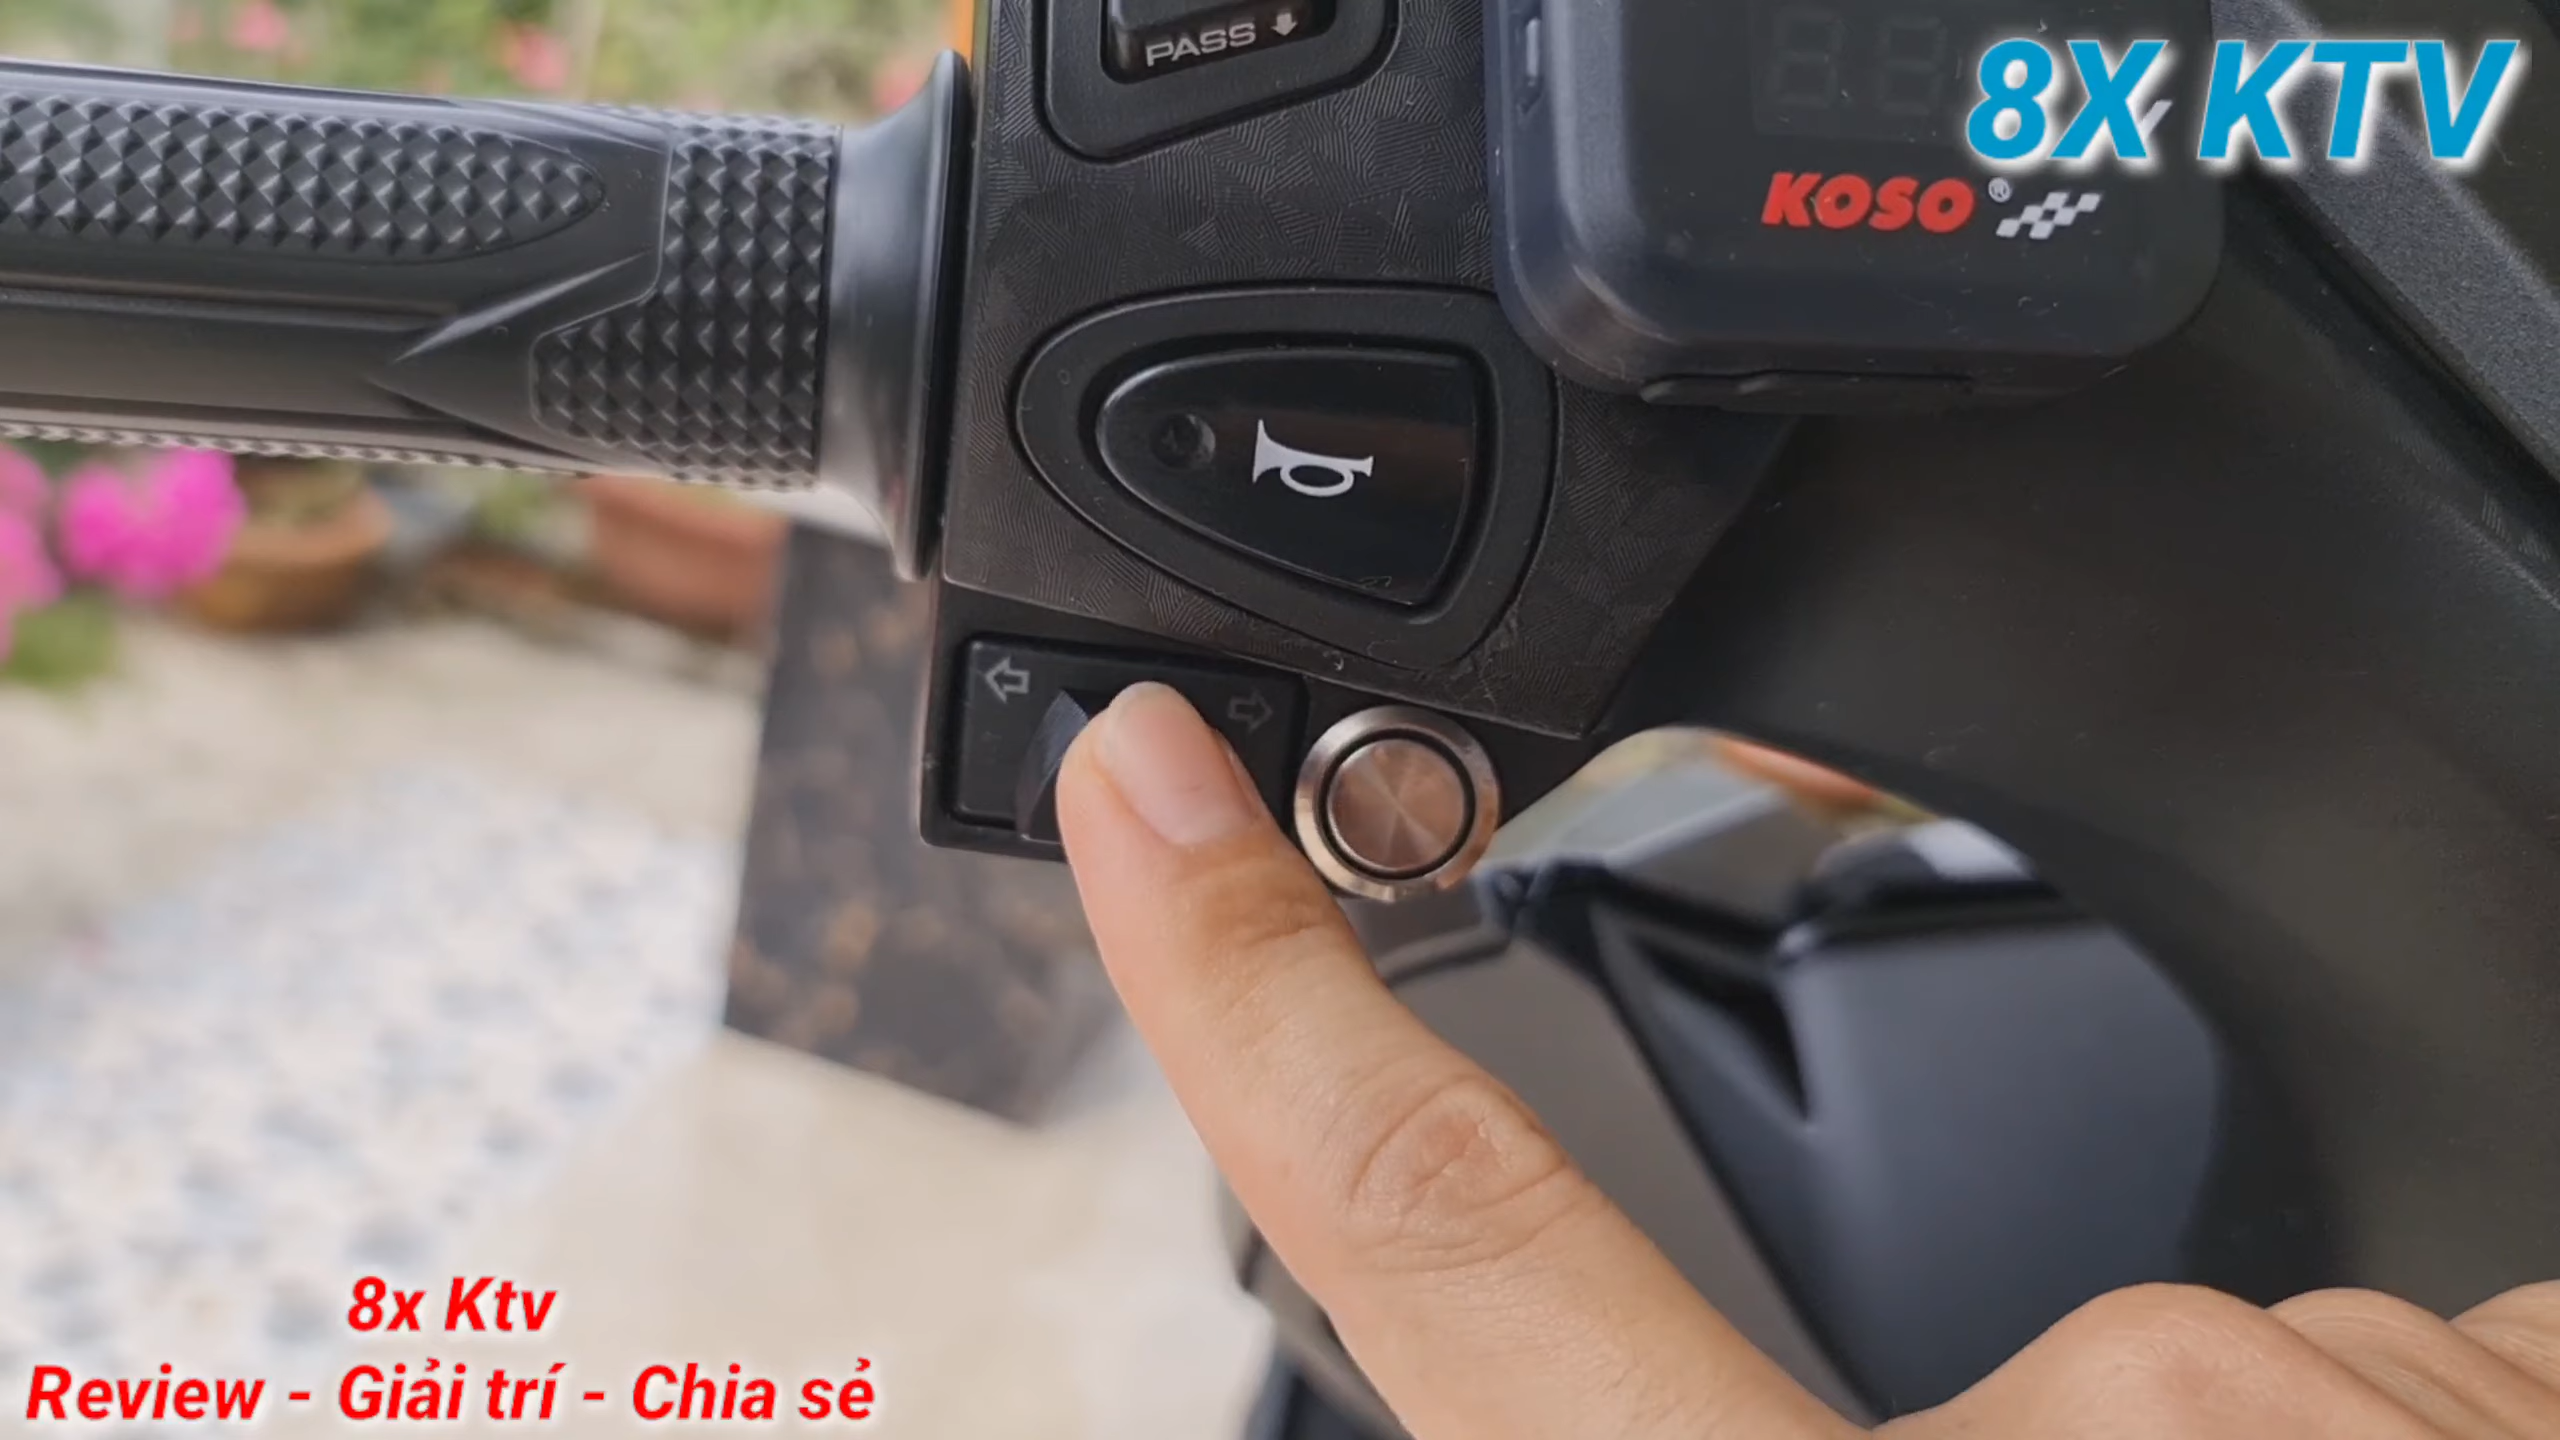 PASS
8X KTV
KOSO®
8x Ktv
Review - Giải trí - Chia sẻ